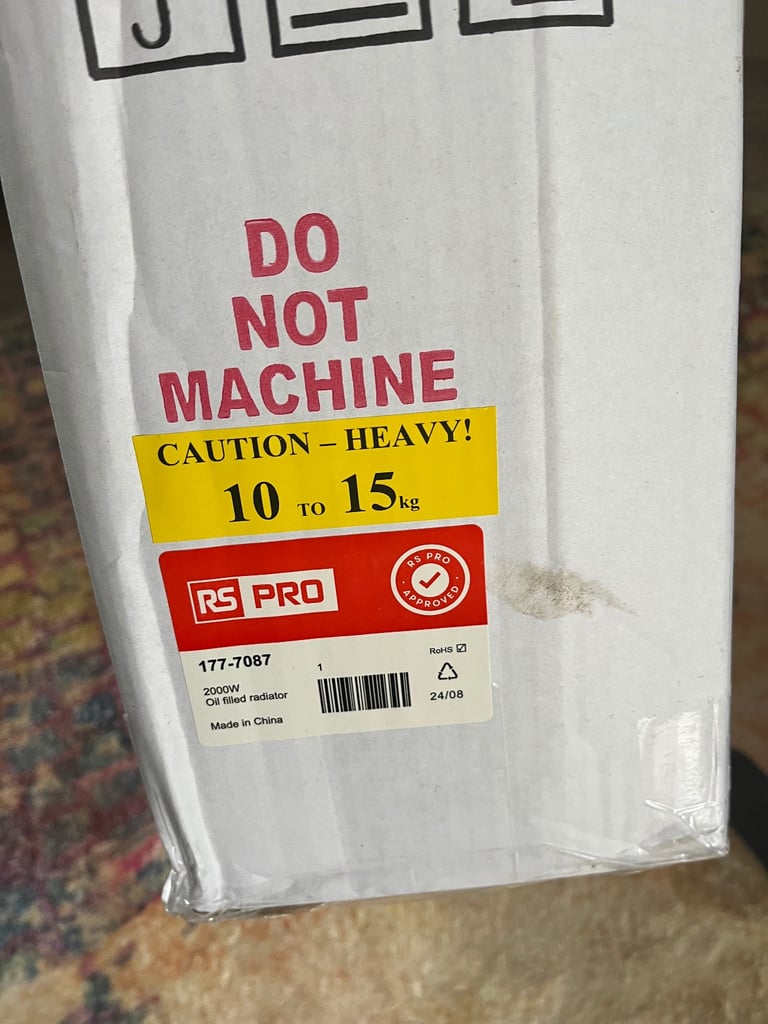 DO
NOT
MACHINE
CAUTION – HEAVY!
10 TO 15kg
RS PRO
RS PRO
APPROVED
177-7087
1
RoHS ☑
2000W
Oil filled radiator
24/08
Made in China